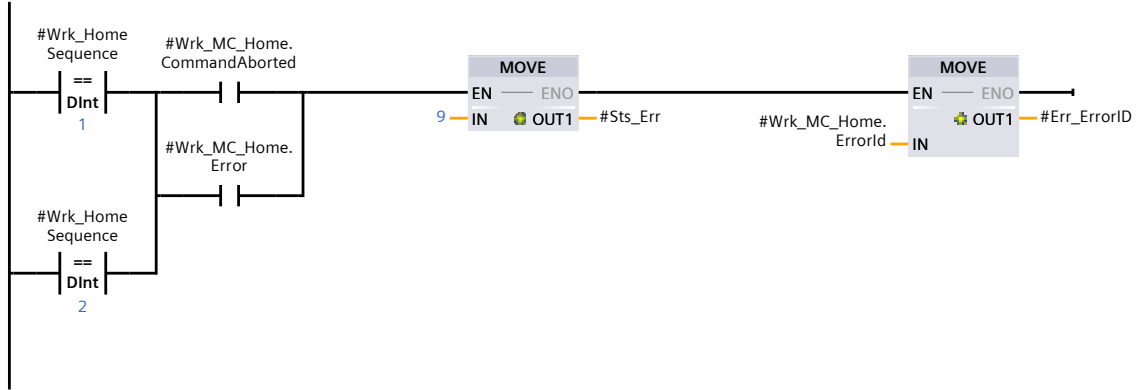 #Wrk_Home
Sequence
==
DInt
1
#Wrk_MC_Home.
CommandAborted
#Wrk_MC_Home.
Error
#Wrk_Home
Sequence
==
DInt
2
MOVE
EN ENO
9 IN OUT1 #Sts_Err
MOVE
EN ENO
OUT1 #Err_ErrorID
#Wrk_MC_Home.
ErrorId IN